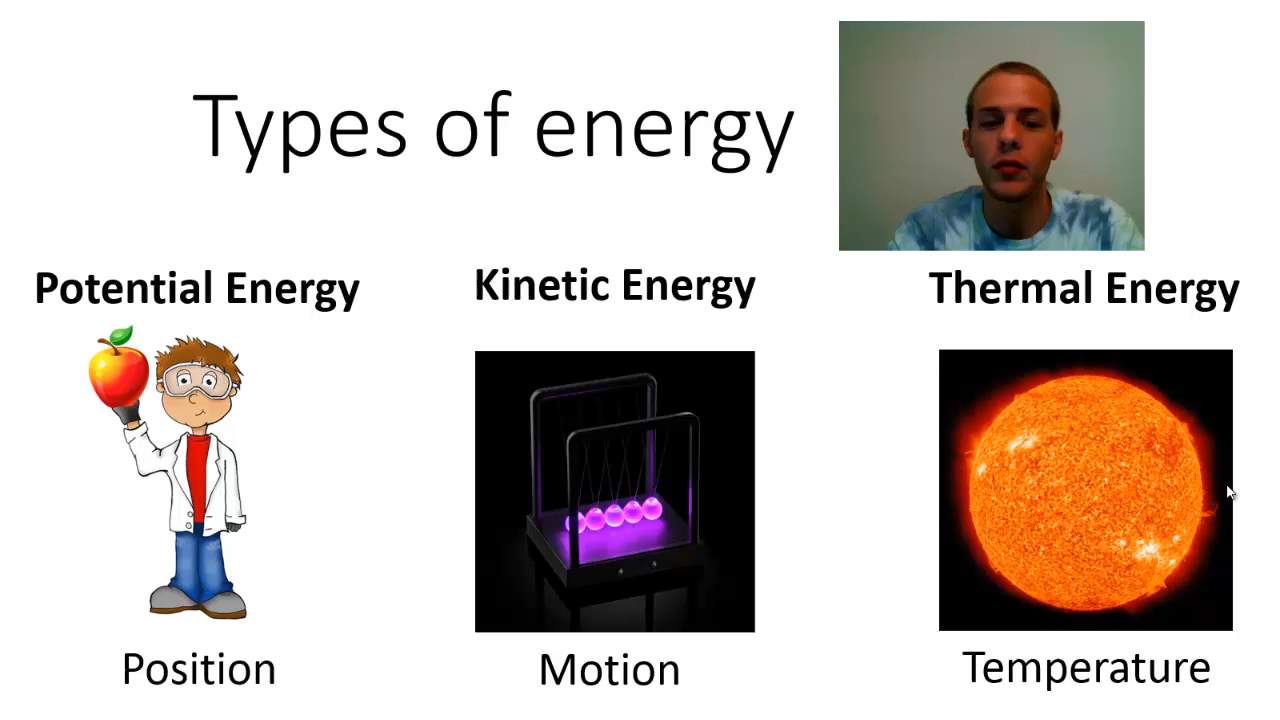 Types of energy
Potential Energy
Kinetic Energy
Thermal Energy
Position
Motion
Temperature